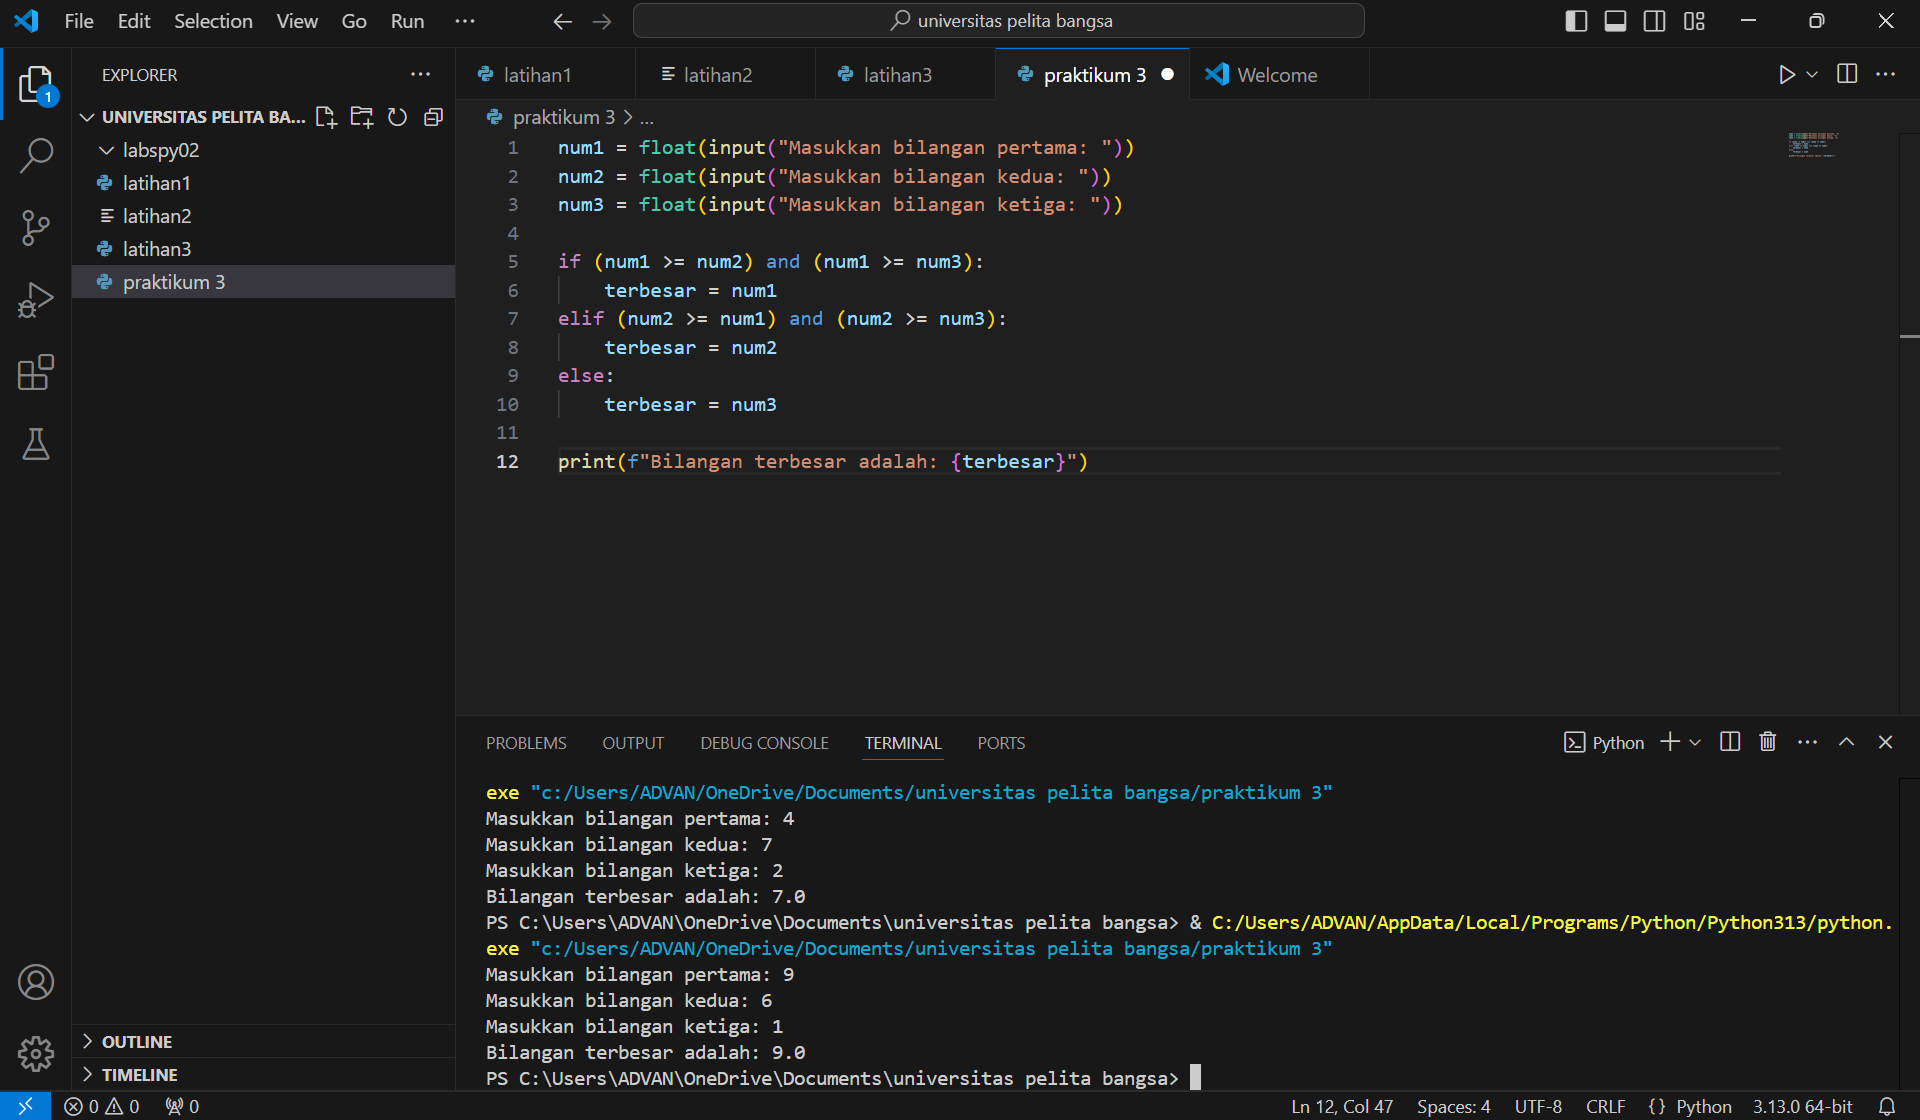 File Edit Selection View Go Run ... universitas pelita bangsa
EXPLORER ...
UNIVERSITAS PELITA BA...
labspy02
latihan1
latihan2
latihan3
praktikum 3
OUTLINE
TIMELINE
1
latihan1 latihan2 latihan3 praktikum 3 Welcome
praktikum 3 > ...
1 num1 = float(input("Masukkan bilangan pertama: "))
2 num2 = float(input("Masukkan bilangan kedua: "))
3 num3 = float(input("Masukkan bilangan ketiga: "))
4
5 if (num1 >= num2) and (num1 >= num3):
6     terbesar = num1
7 elif (num2 >= num1) and (num2 >= num3):
8     terbesar = num2
9 else:
10     terbesar = num3
11
12 print(f"Bilangan terbesar adalah: {terbesar}")
PROBLEMS OUTPUT DEBUG CONSOLE TERMINAL PORTS Python
exe "c:/Users/ADVAN/OneDrive/Documents/universitas pelita bangsa/praktikum 3"
Masukkan bilangan pertama: 4
Masukkan bilangan kedua: 7
Masukkan bilangan ketiga: 2
Bilangan terbesar adalah: 7.0
PS C:\Users\ADVAN\OneDrive\Documents\universitas pelita bangsa> & C:/Users/ADVAN/AppData/Local/Programs/Python/Python313/python.
exe "c:/Users/ADVAN/OneDrive/Documents/universitas pelita bangsa/praktikum 3"
Masukkan bilangan pertama: 9
Masukkan bilangan kedua: 6
Masukkan bilangan ketiga: 1
Bilangan terbesar adalah: 9.0
PS C:\Users\ADVAN\OneDrive\Documents\universitas pelita bangsa>
0 0 0 Ln 12, Col 47 Spaces: 4 UTF-8 CRLF {} Python 3.13.0 64-bit